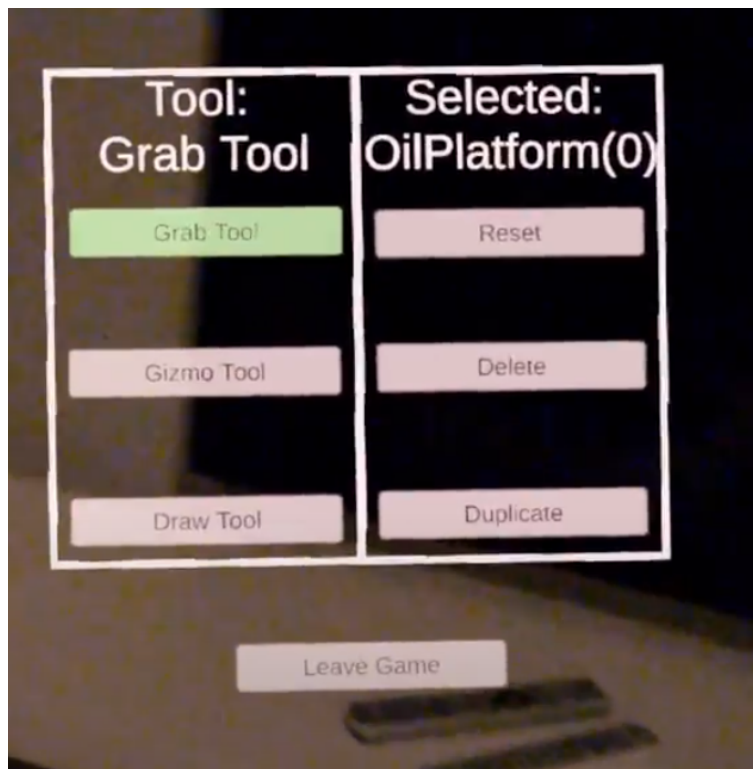 Tool:
Grab Tool
Grab Tool
Gizmo Tool
Draw Tool
Selected:
OilPlatform(0)
Reset
Delete
Duplicate
Leave Game